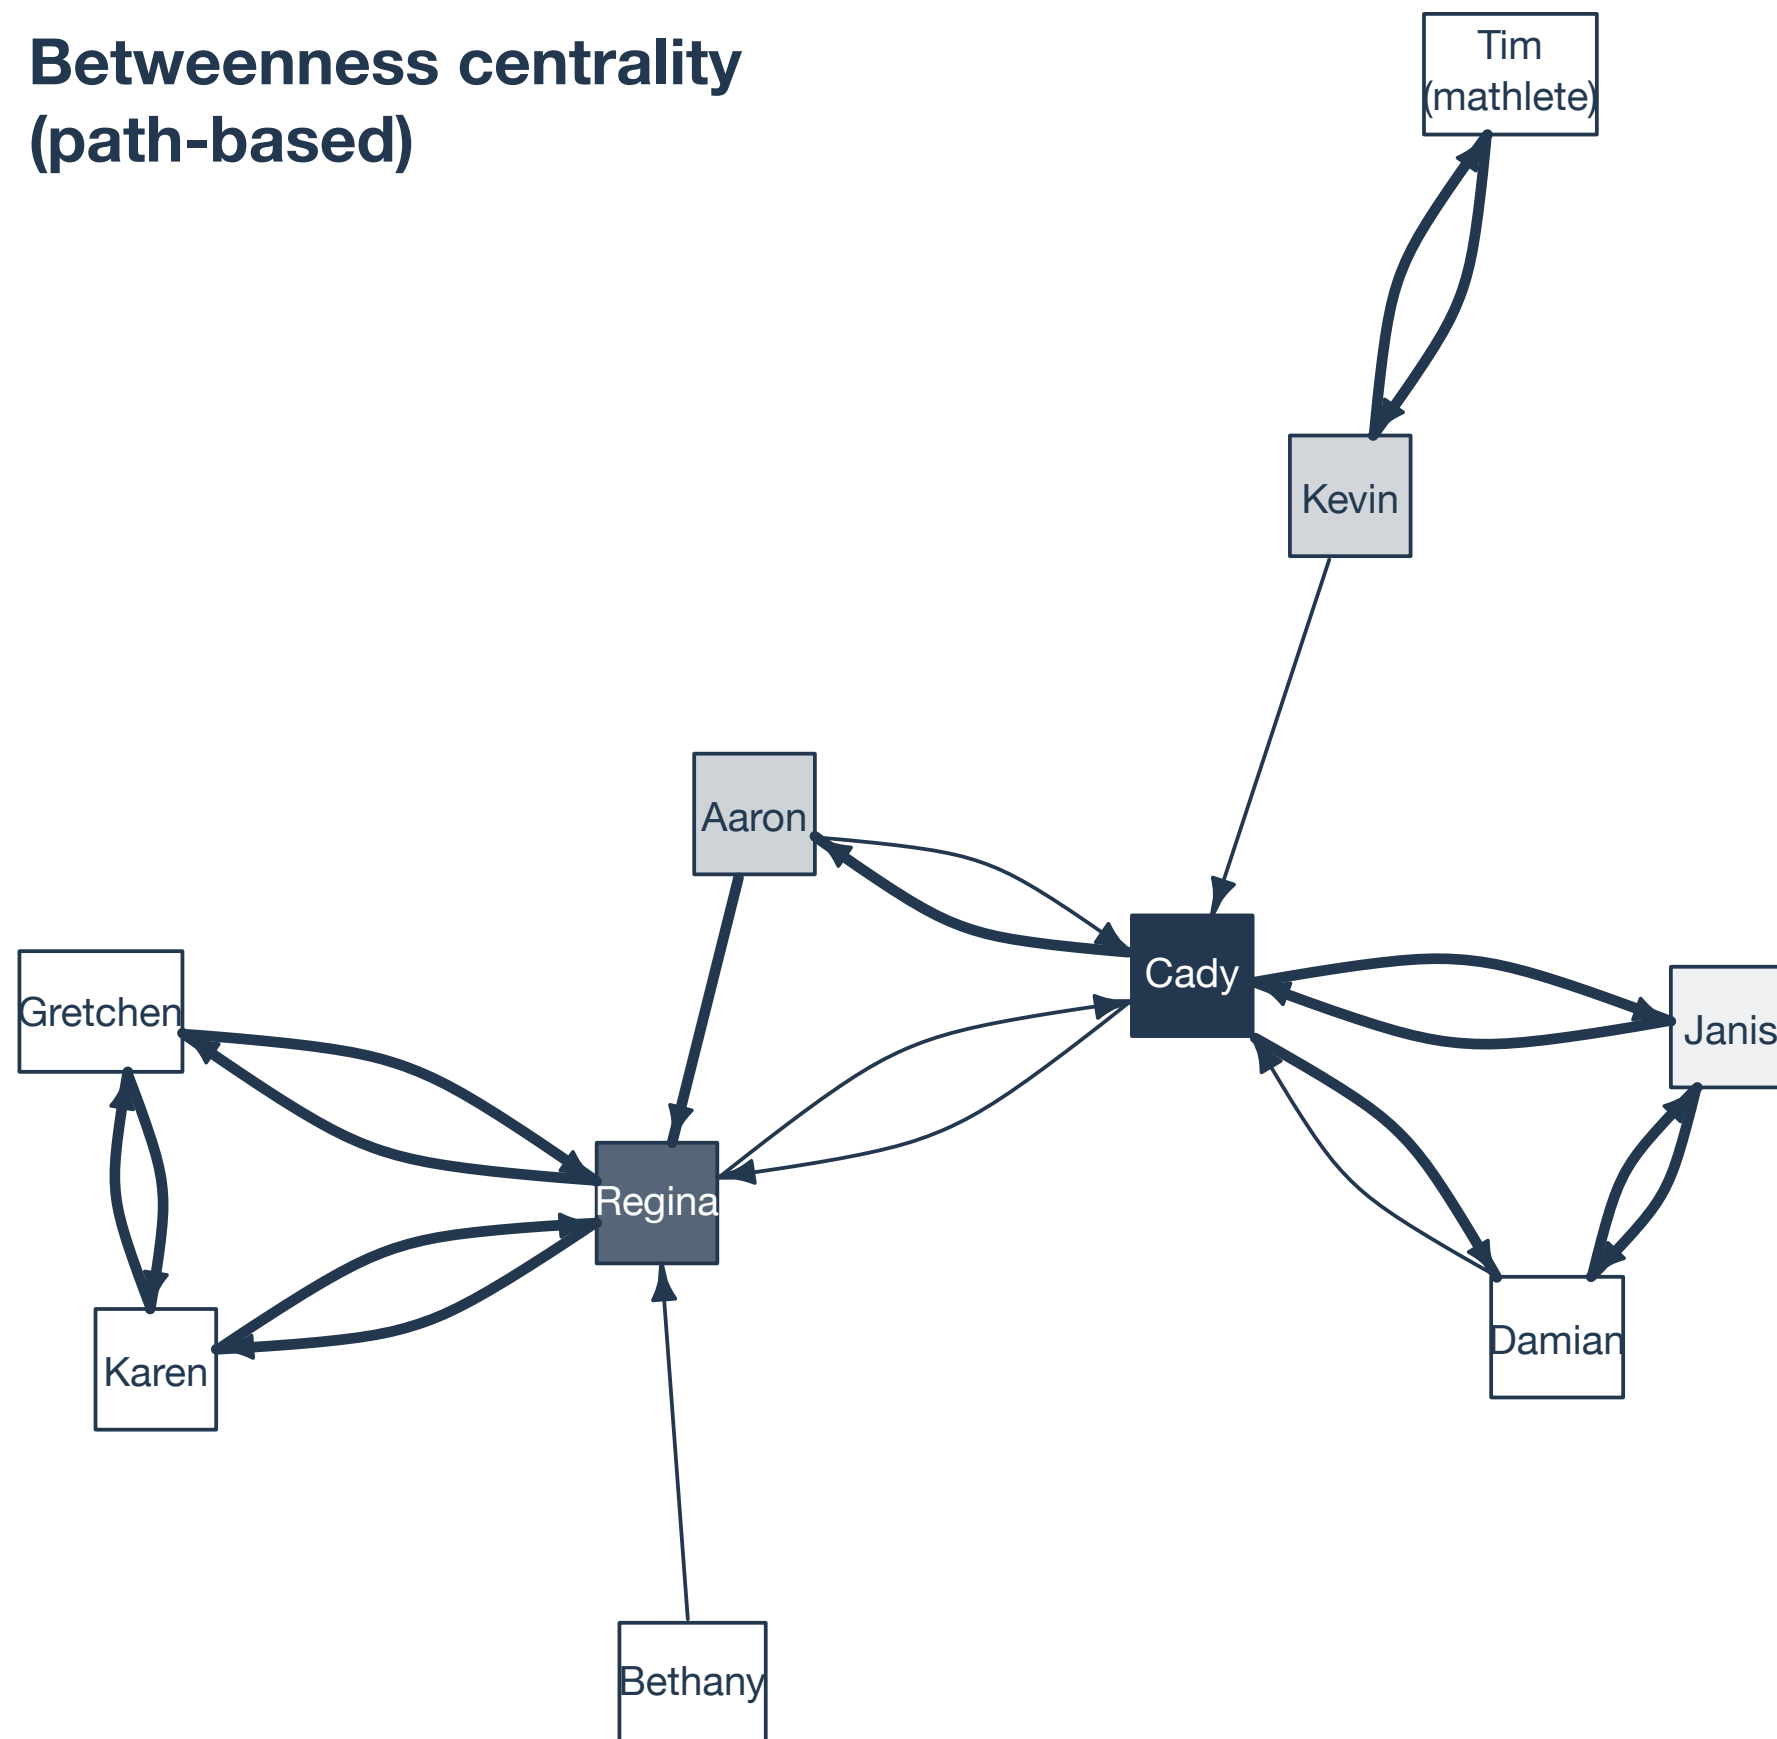 Betweenness centrality
(path-based)
Tim
(mathlete)
Kevin
Aaron
Cady
Gretchen
Janis
Regina
Damian
Karen
Bethany